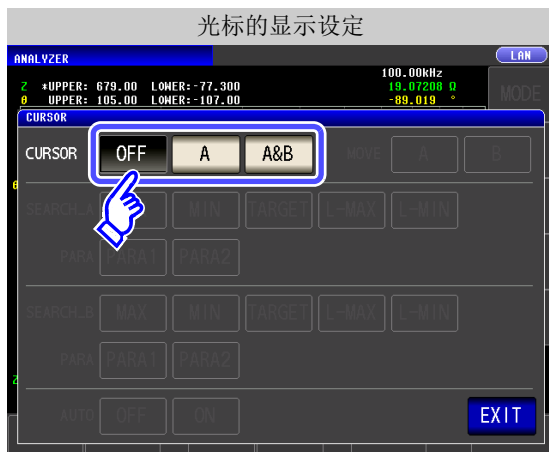 光标的显示设定
ANALYZER LAN
100.00kHz
Z *UPPER: 679.00 LOWER:-77.300 19.07208 Ω
θ UPPER: 105.00 LOWER:-107.00 -89.019 °
MODE
CURSOR
CURSOR OFF A A&B MOVE A B
θ
SEARCH_A MIN TARGET L-MAX L-MIN
PARA PARA1 PARA2
SEARCH_B MAX MIN TARGET L-MAX L-MIN
PARA PARA1 PARA2
Z
AUTO OFF ON
EXIT